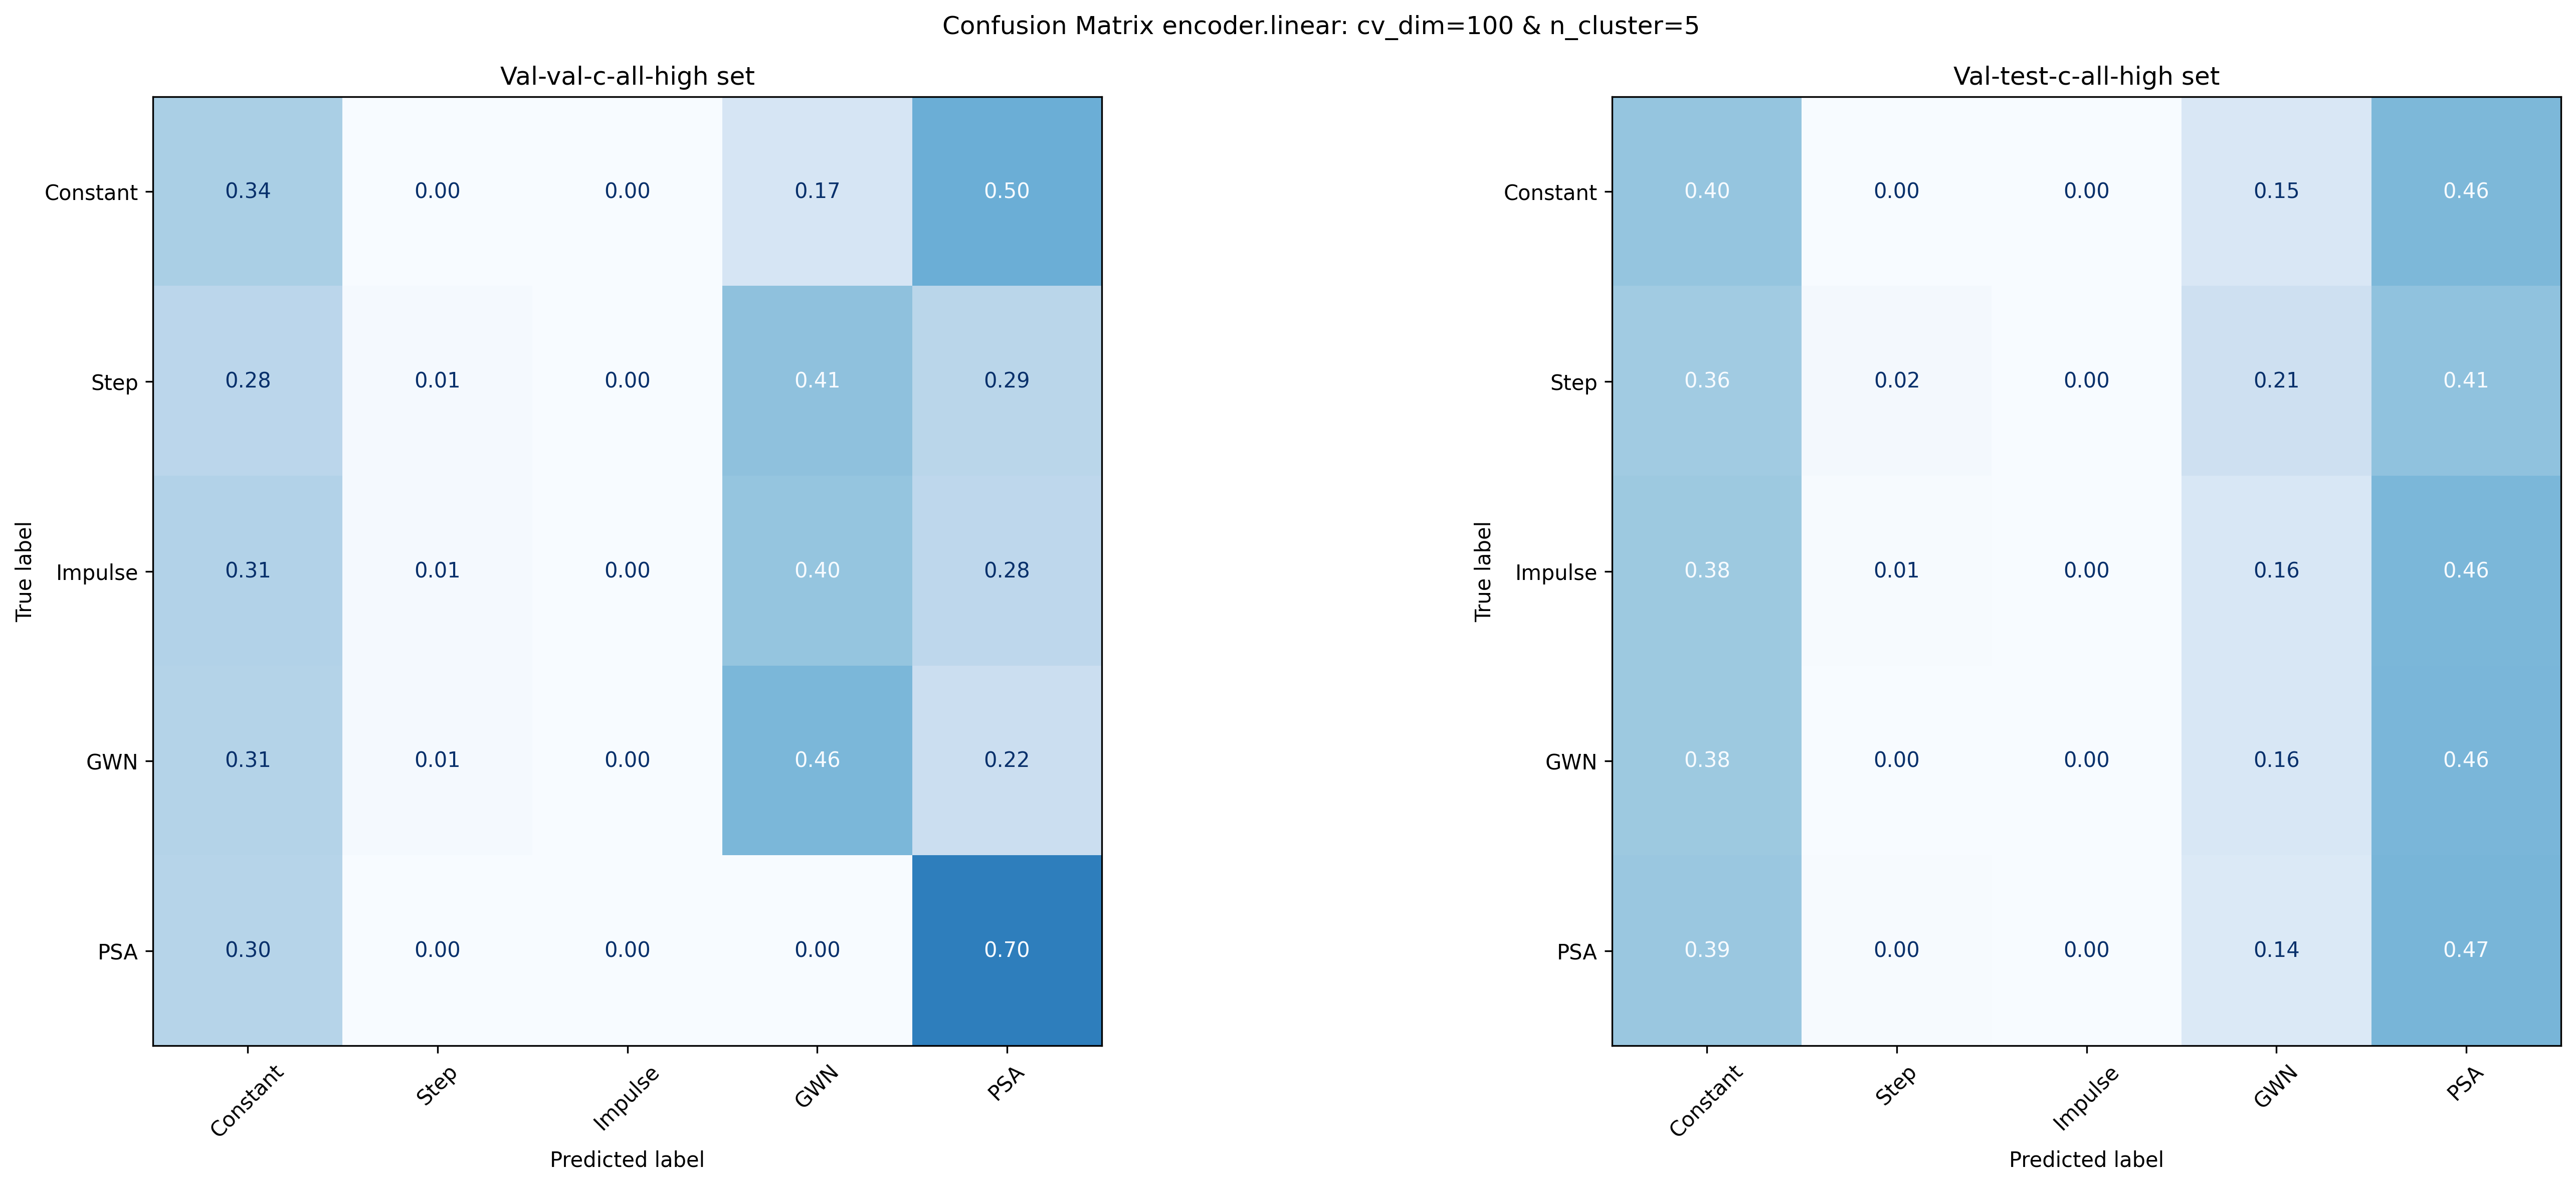 Confusion Matrix encoder.linear: cv_dim=100 & n_cluster=5
Val-val-c-all-high set
True label
Constant 0.34 0.00 0.00 0.17 0.50
Step 0.28 0.01 0.00 0.41 0.29
Impulse 0.31 0.01 0.00 0.40 0.28
GWN 0.31 0.01 0.00 0.46 0.22
PSA 0.30 0.00 0.00 0.00 0.70
Constant Step Impulse GWN PSA
Predicted label
Val-test-c-all-high set
True label
Constant 0.40 0.00 0.00 0.15 0.46
Step 0.36 0.02 0.00 0.21 0.41
Impulse 0.38 0.01 0.00 0.16 0.46
GWN 0.38 0.00 0.00 0.16 0.46
PSA 0.39 0.00 0.00 0.14 0.47
Constant Step Impulse GWN PSA
Predicted label